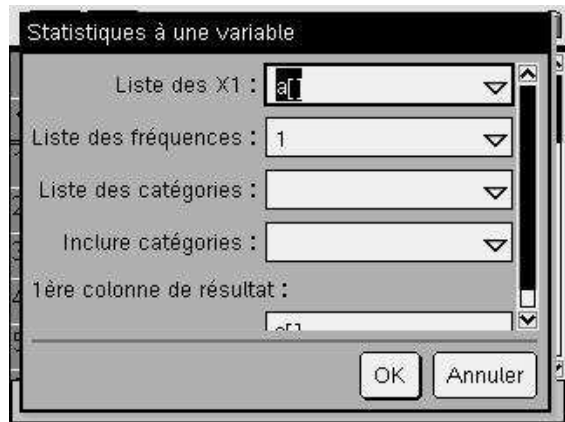 Statistiques à une variable
Liste des X1 : a[]
Liste des fréquences : 1
Liste des catégories :
Inclure catégories :
1ère colonne de résultat :
OK Annuler